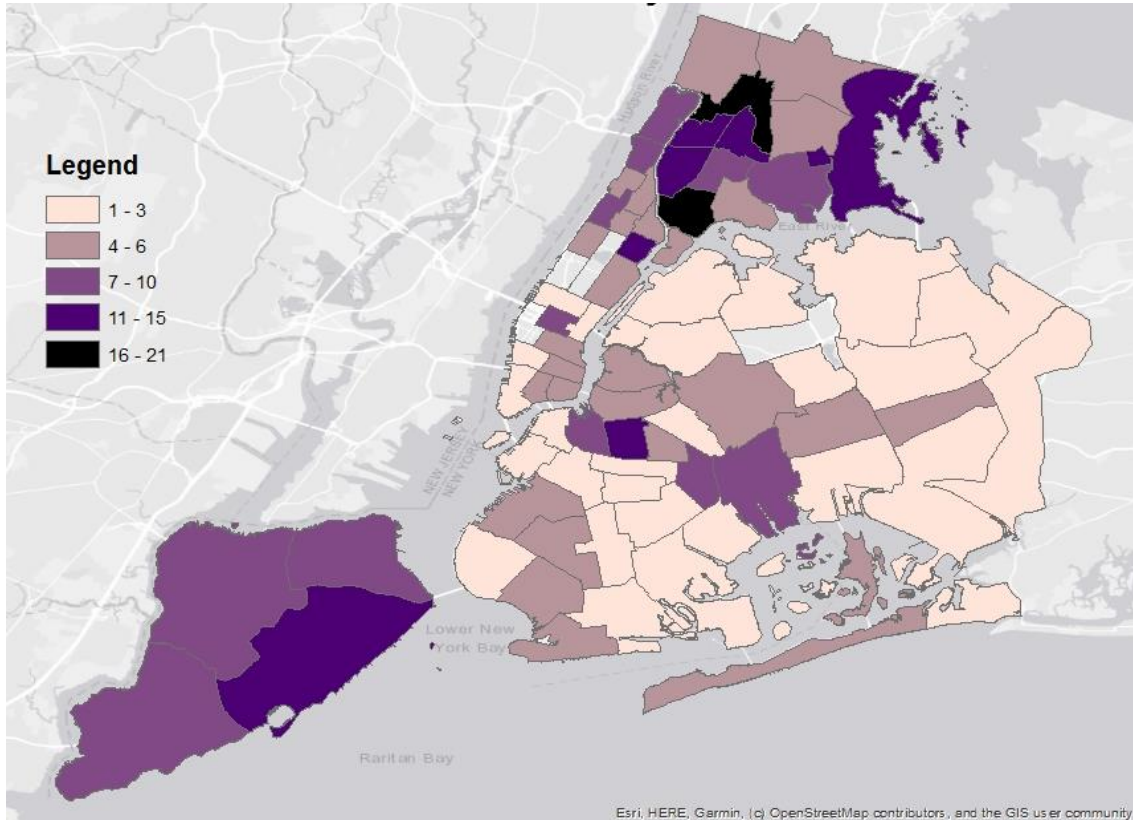 Legend
1 - 3
4 - 6
7 - 10
11 - 15
16 - 21
Hudson River
East River
NEW JERSEY
NEW YORK
Lower New
York Bay
Raritan Bay
Esri, HERE, Garmin, (c) OpenStreetMap contributors, and the GIS user community